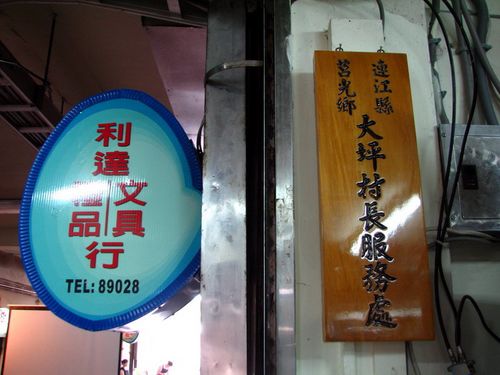 利達
文具
禮品
行
TEL: 89028
連江縣
莒光鄉
大坪村長服務處